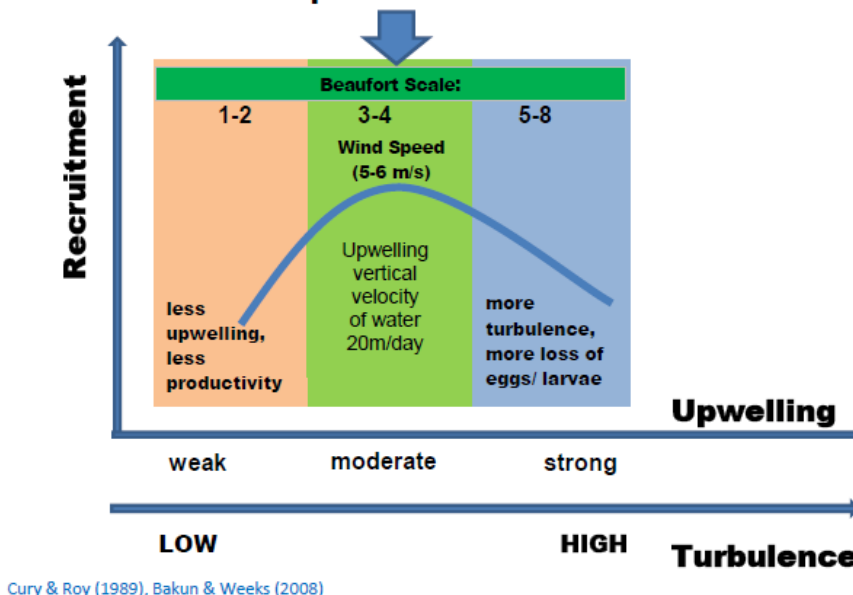 Beaufort Scale:
1-2
3-4
5-8
Wind Speed
(5-6 m/s)
Recruitment
Upwelling
vertical
velocity
of water
20m/day
less
upwelling,
less
productivity
more
turbulence,
more loss of
eggs/ larvae
Upwelling
weak
moderate
strong
LOW
HIGH
Turbulence
Cury & Roy (1989), Bakun & Weeks (2008)